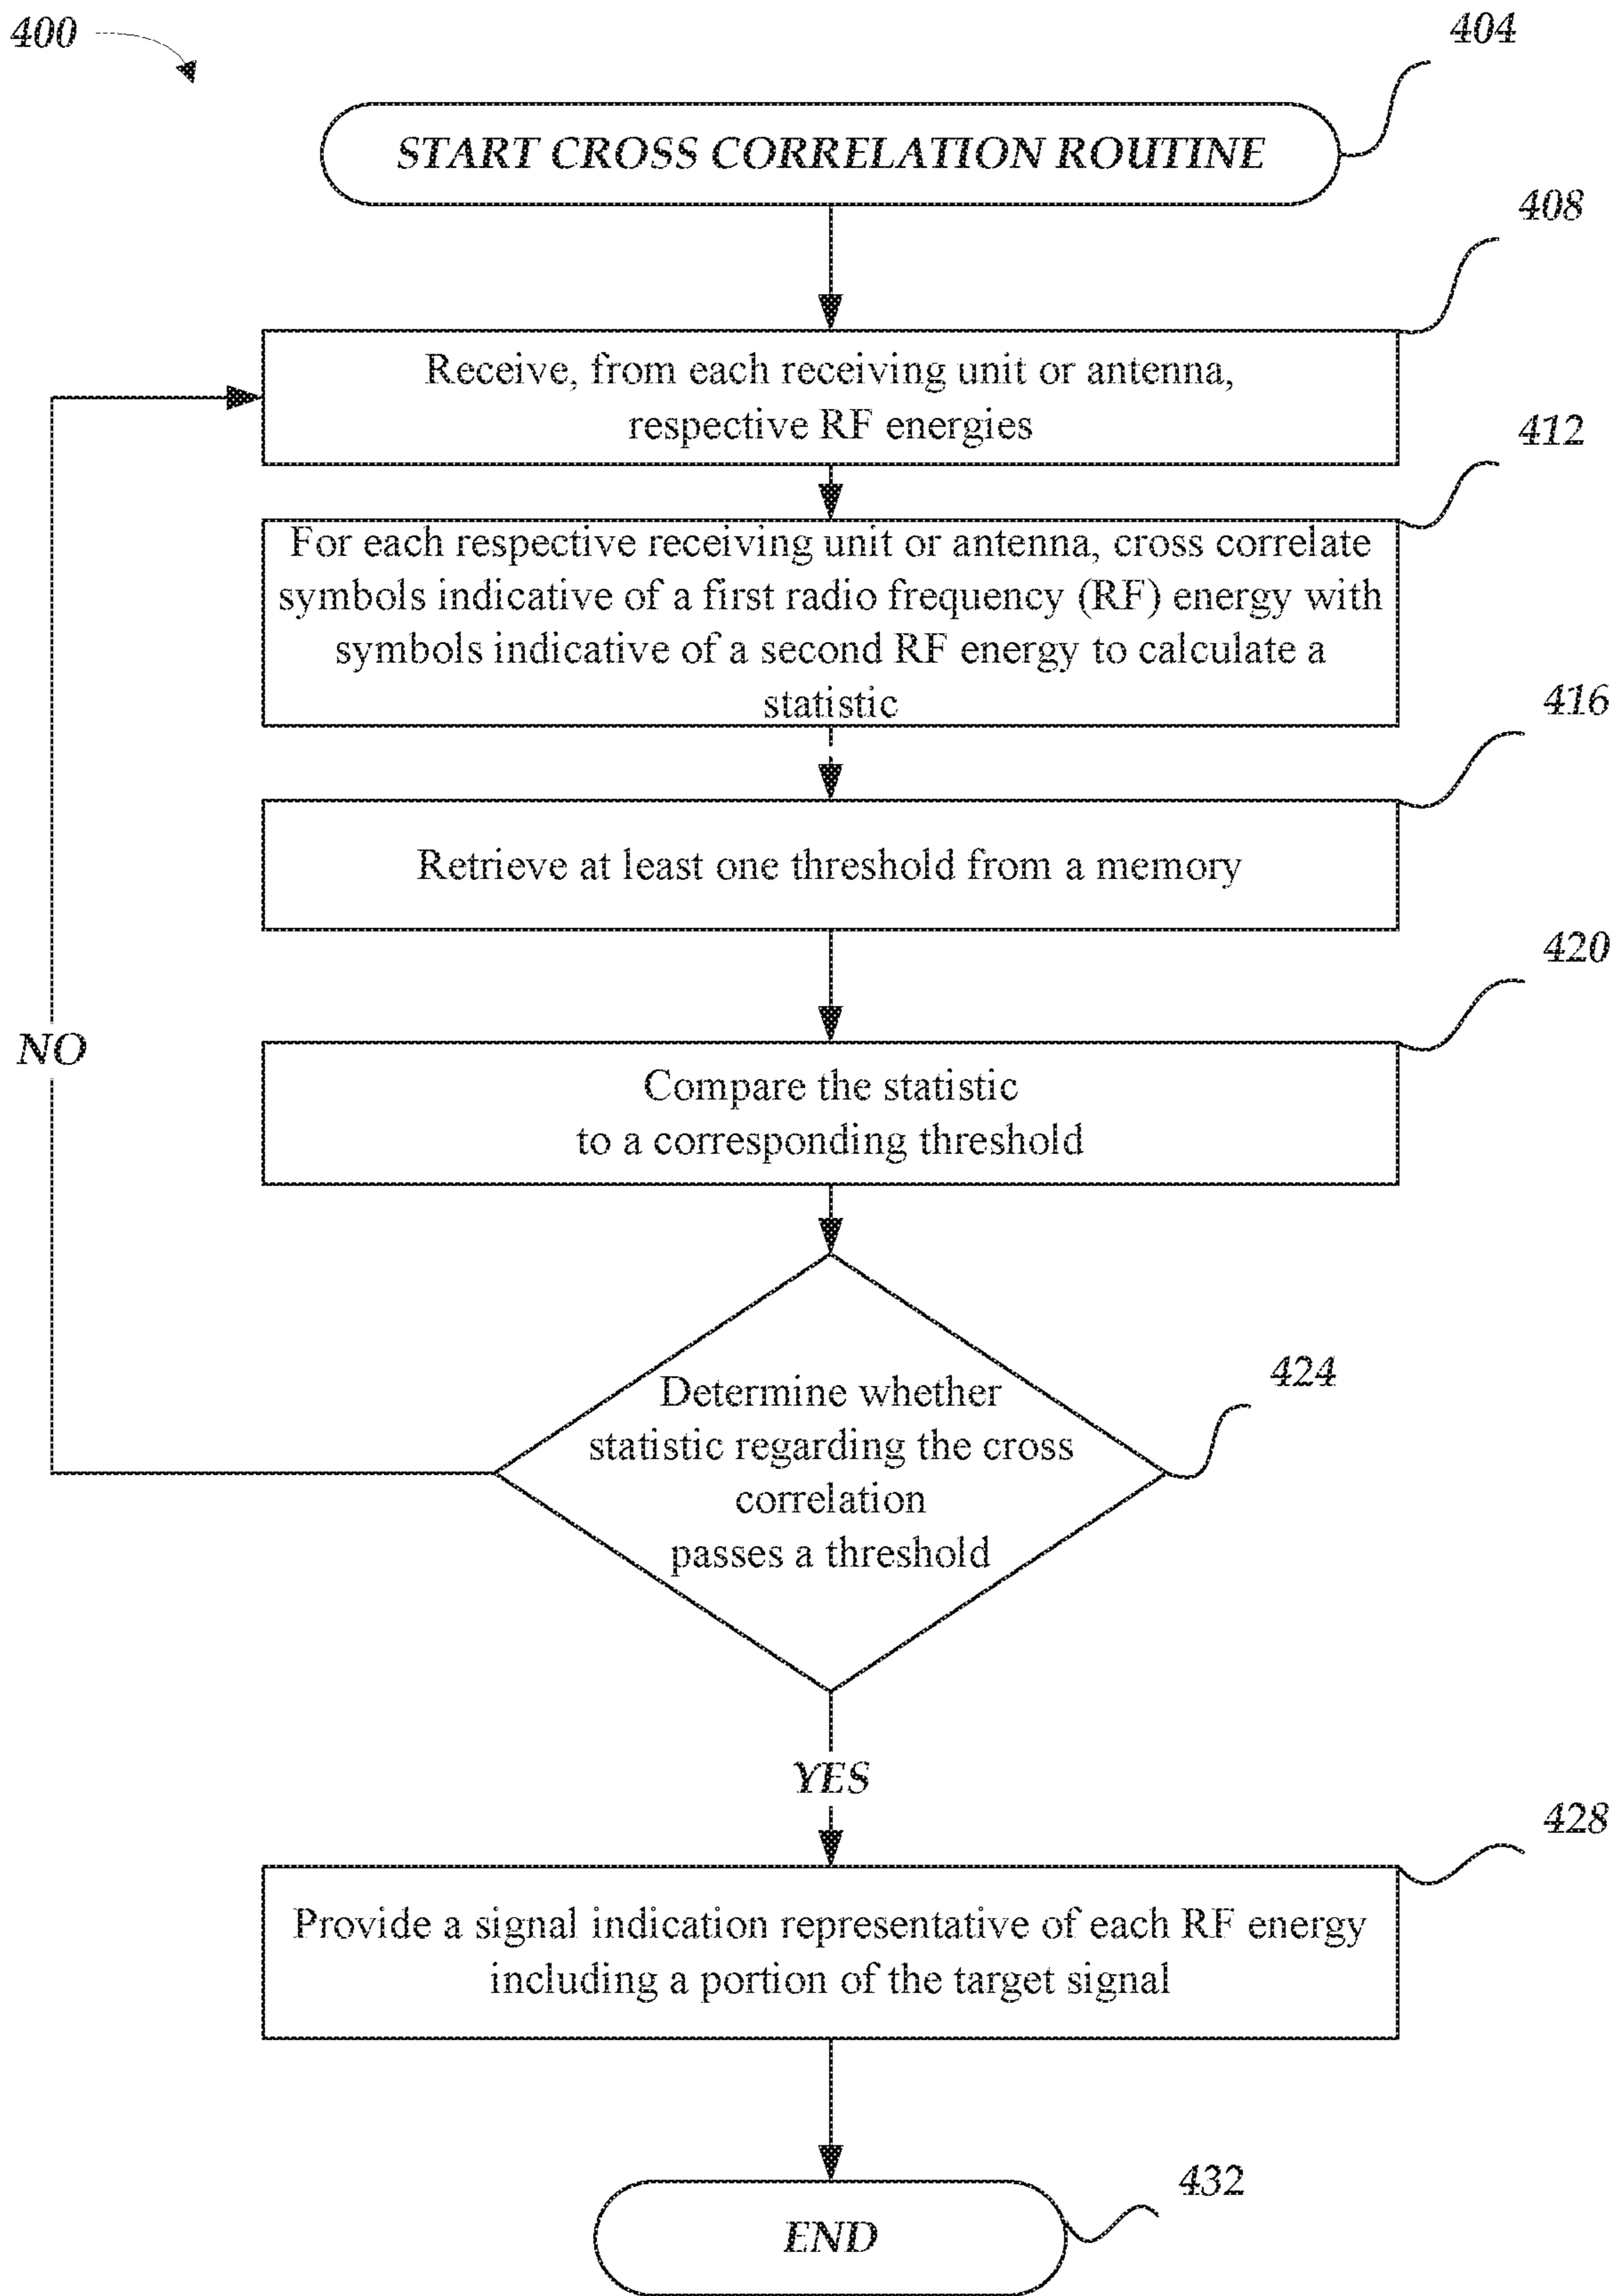 400
404
START CROSS CORRELATION ROUTINE
408
Receive, from each receiving unit or antenna,
respective RF energies
412
For each respective receiving unit or antenna, cross correlate
symbols indicative of a first radio frequency (RF) energy with
symbols indicative of a second RF energy to calculate a
statistic
416
Retrieve at least one threshold from a memory
420
NO
Compare the statistic
to a corresponding threshold
424
Determine whether
statistic regarding the cross
correlation
passes a threshold
YES
428
Provide a signal indication representative of each RF energy
including a portion of the target signal
432
END